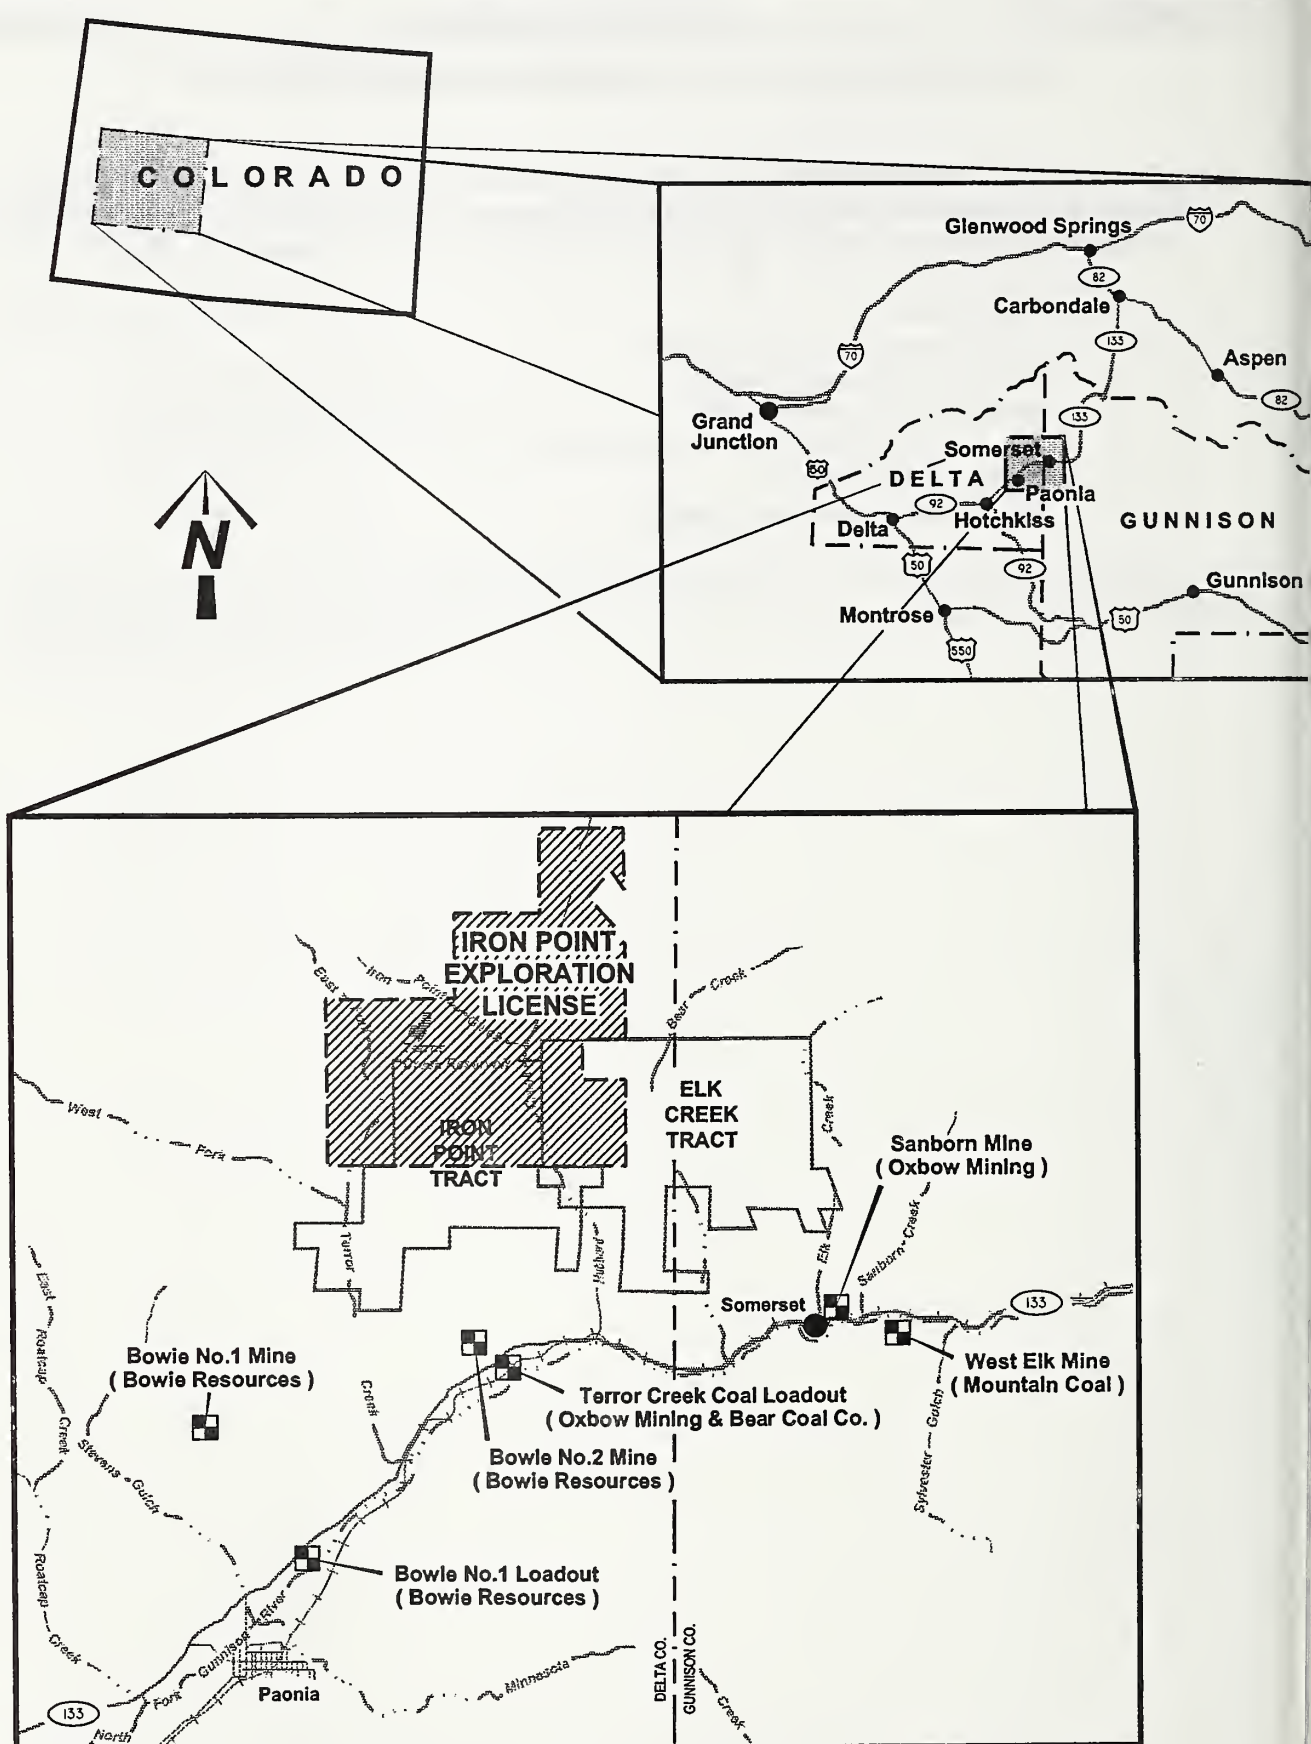 COLORADO
Glenwood Springs
70
82
Carbondale
133
70
Aspen
82
Grand
Junction
133
Somerset
50
DELTA
Paonia
92
Hotchkiss
Delta
GUNNISON
N
50
92
Gunnison
Montrose
50
550
IRON POINT
EXPLORATION
LICENSE
East
Iron Point
Bear Creek
ELK
CREEK
TRACT
Creek
West
Fork
IRON
POINT
TRACT
Sanborn Mine
( Oxbow Mining )
Terror
Hubbard
Elk
Sanborn Creek
East Roatcap Creek
Somerset
133
Bowie No.1 Mine
( Bowie Resources )
West Elk Mine
( Mountain Coal )
Creek
Terror Creek Coal Loadout
( Oxbow Mining & Bear Coal Co. )
Stevens Gulch
Sylvester Gulch
Bowie No.2 Mine
( Bowie Resources )
Bowie No.1 Loadout
( Bowie Resources )
Roatcap Creek
North Fork Gunnison River
DELTA CO.
GUNNISON CO.
Minnesota
Creek
Paonia
133